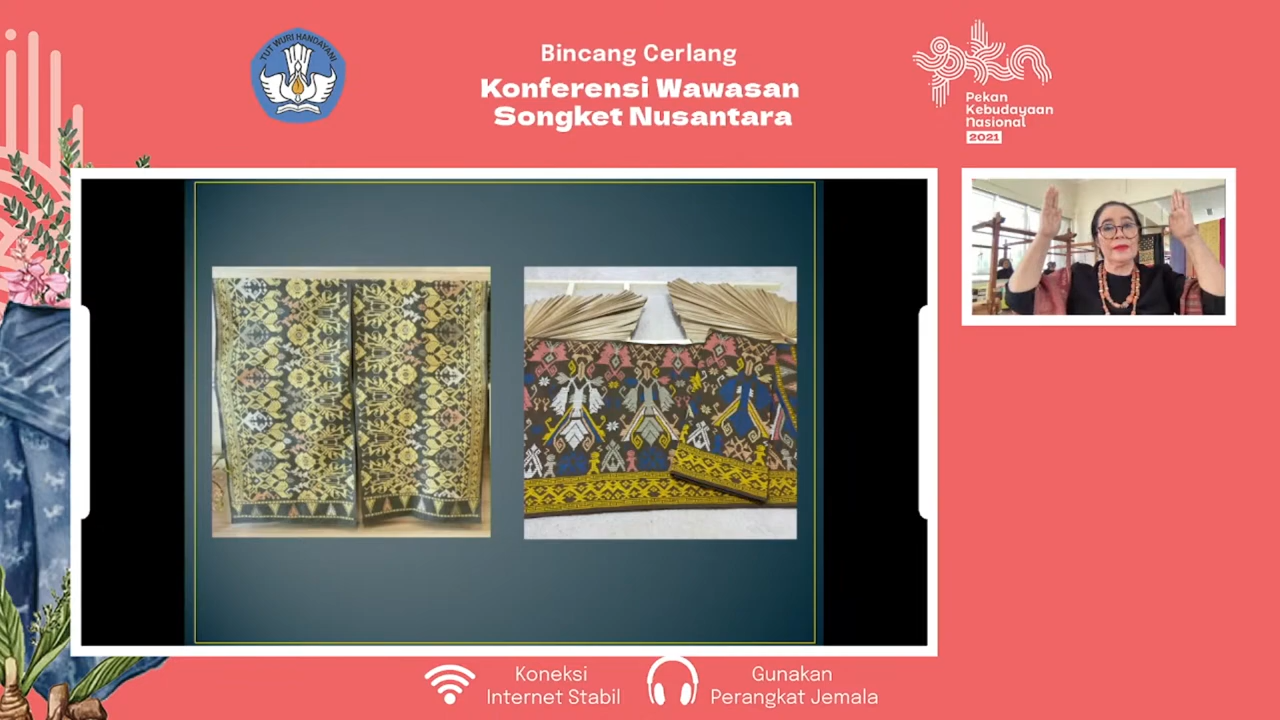 TUT WURI HANDAYANI
Bincang Cerlang
Konferensi Wawasan
Songket Nusantara
pkn
Pekan
Kebudayaan
Nasional
2021
Koneksi
Internet Stabil
Gunakan
Perangkat Jemala